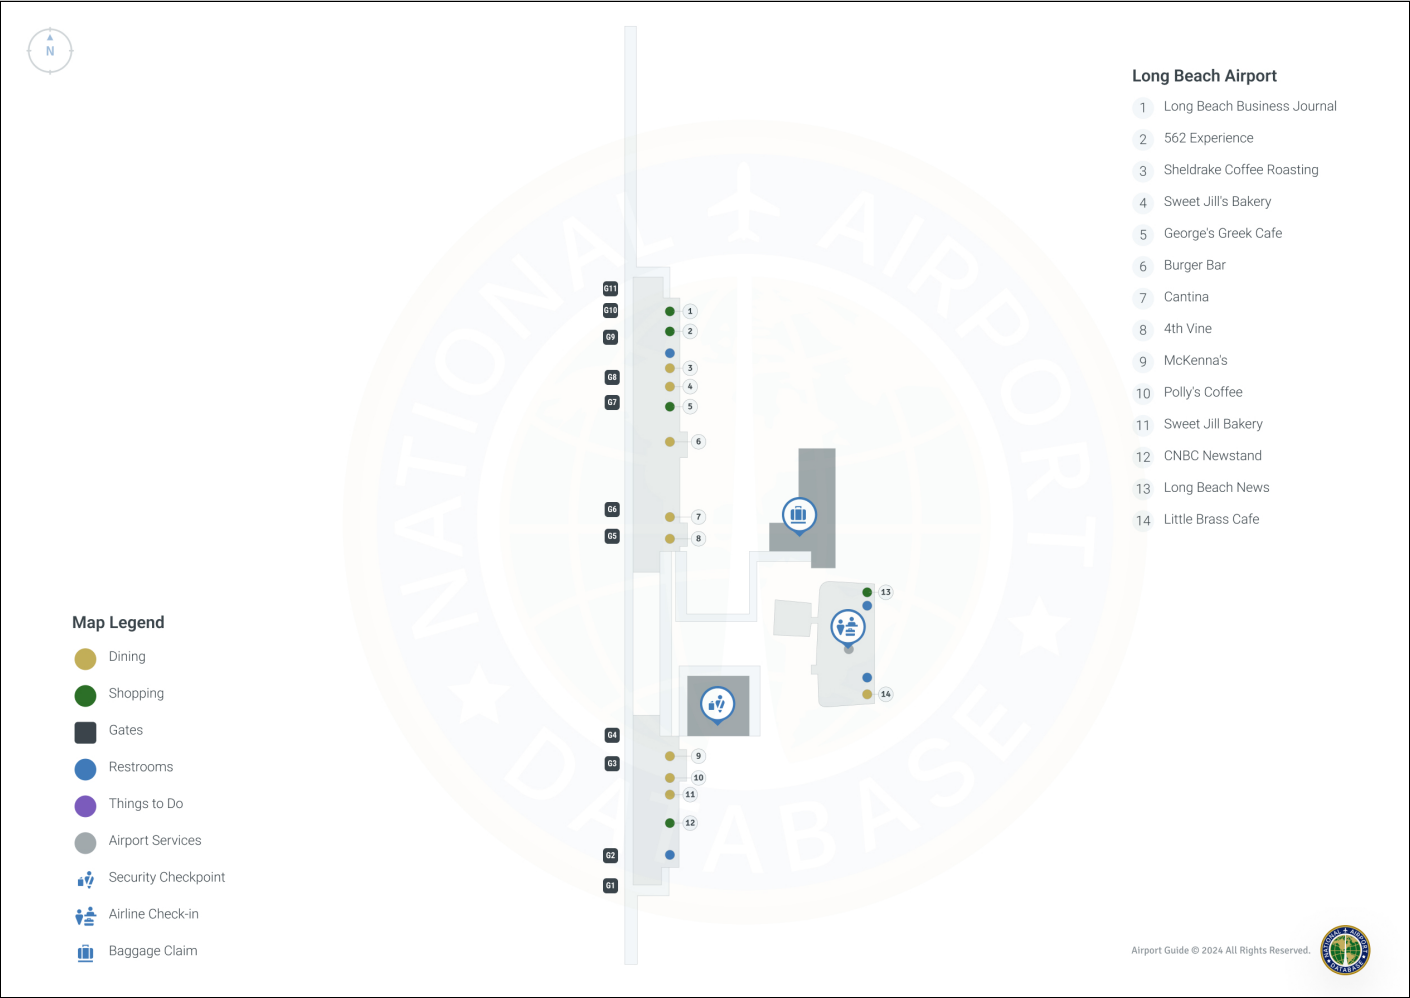 N
Long Beach Airport
1 Long Beach Business Journal
2 562 Experience
3 Sheldrake Coffee Roasting
4 Sweet Jill's Bakery
5 George's Greek Cafe
6 Burger Bar
7 Cantina
8 4th Vine
9 McKenna's
10 Polly's Coffee
11 Sweet Jill Bakery
12 CNBC Newstand
13 Long Beach News
14 Little Brass Cafe
NATIONAL AIRPORT
DATABASE
G11
G10 1
G9 2
3
G8 4
G7 5
6
G6 7
G5 8
13
14
G4
G3 9
10
11
12
G2
G1
Map Legend
Dining
Shopping
Gates
Restrooms
Things to Do
Airport Services
Security Checkpoint
Airline Check-in
Baggage Claim
Airport Guide © 2024 All Rights Reserved.
NATIONAL AIRPORT
DATABASE